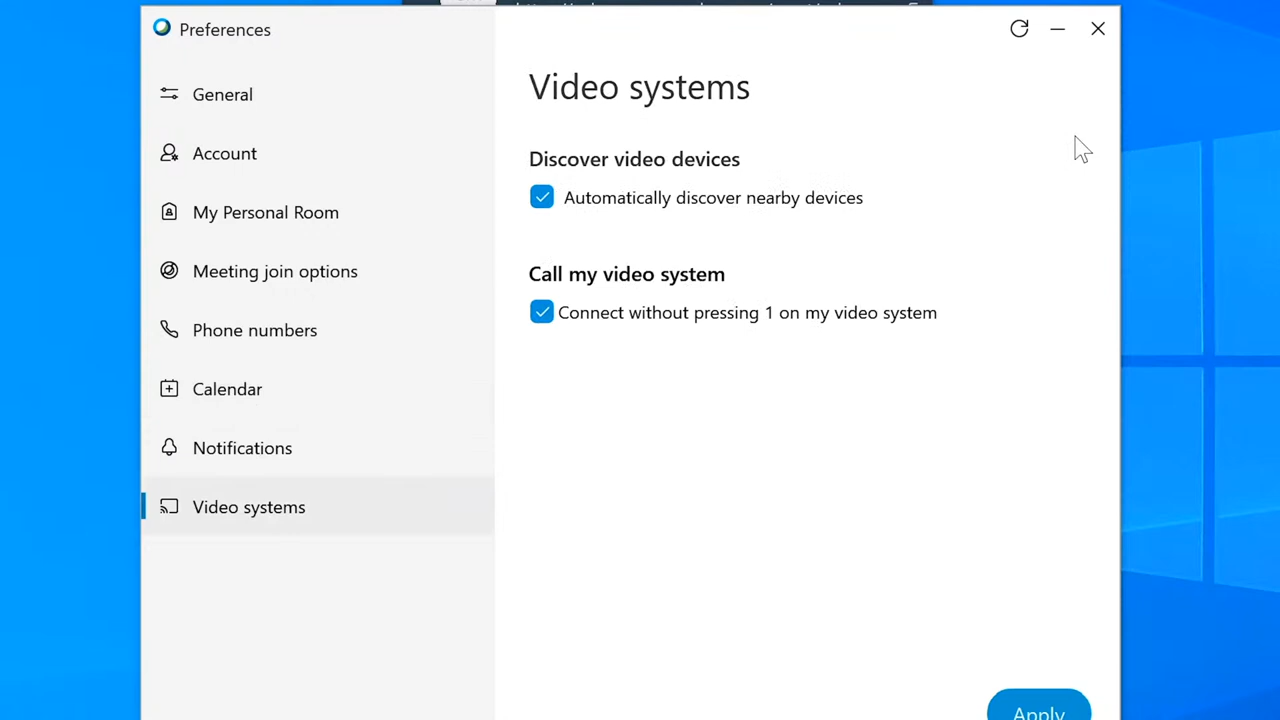 Preferences
General
Account
My Personal Room
Meeting join options
Phone numbers
Calendar
Notifications
Video systems
Video systems
Discover video devices
Automatically discover nearby devices
Call my video system
Connect without pressing 1 on my video system
Apply